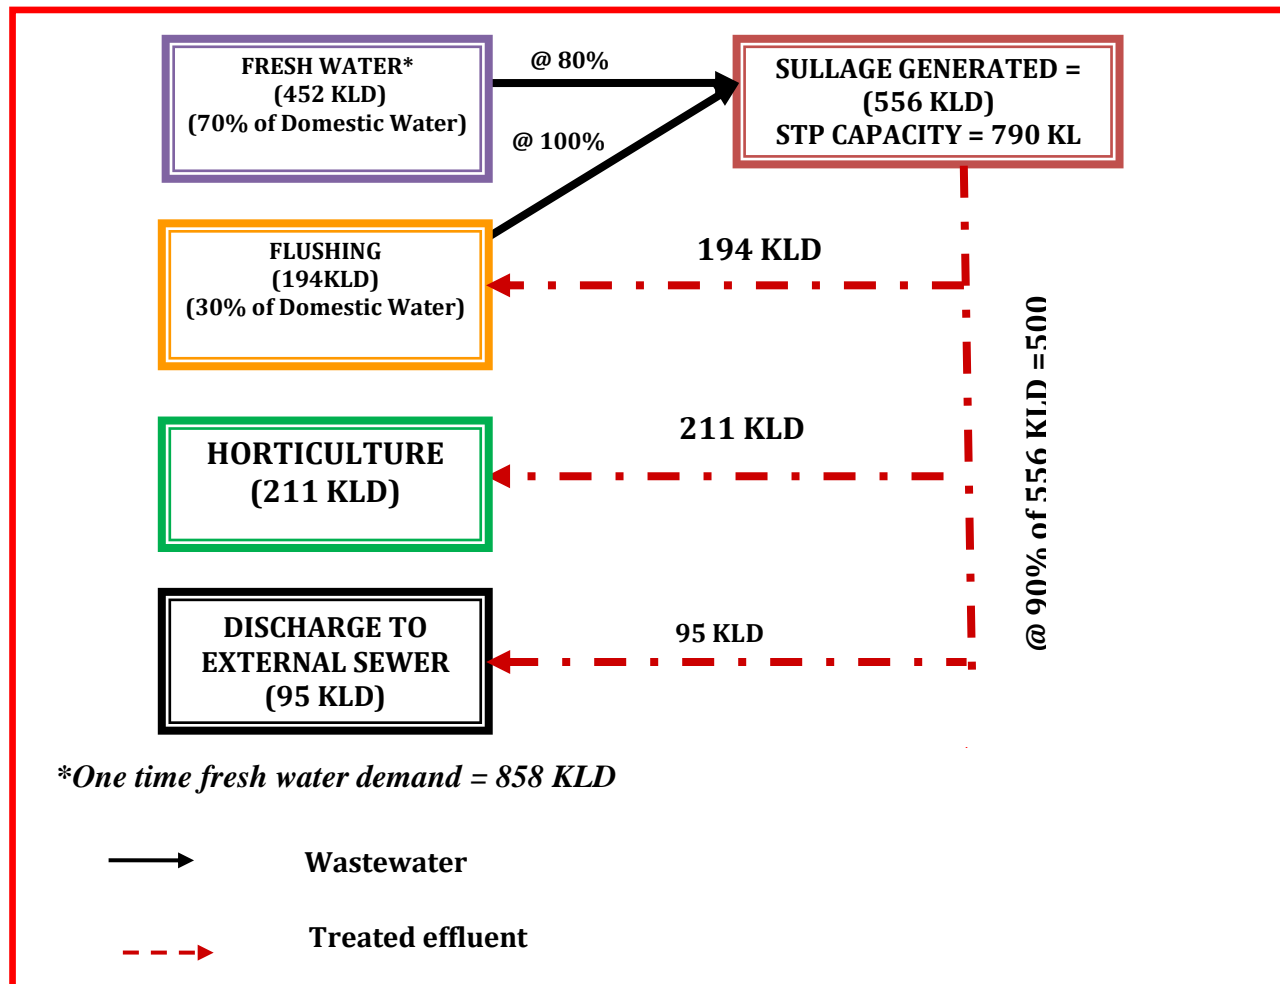 FRESH WATER*
(452 KLD)
(70% of Domestic Water)
@ 80%
@ 100%
SULLAGE GENERATED =
(556 KLD)
STP CAPACITY = 790 KL
FLUSHING
(194KLD)
(30% of Domestic Water)
194 KLD
HORTICULTURE
(211 KLD)
211 KLD
@ 90% of 556 KLD =500
DISCHARGE TO
EXTERNAL SEWER
(95 KLD)
95 KLD
*One time fresh water demand = 858 KLD
Wastewater
Treated effluent